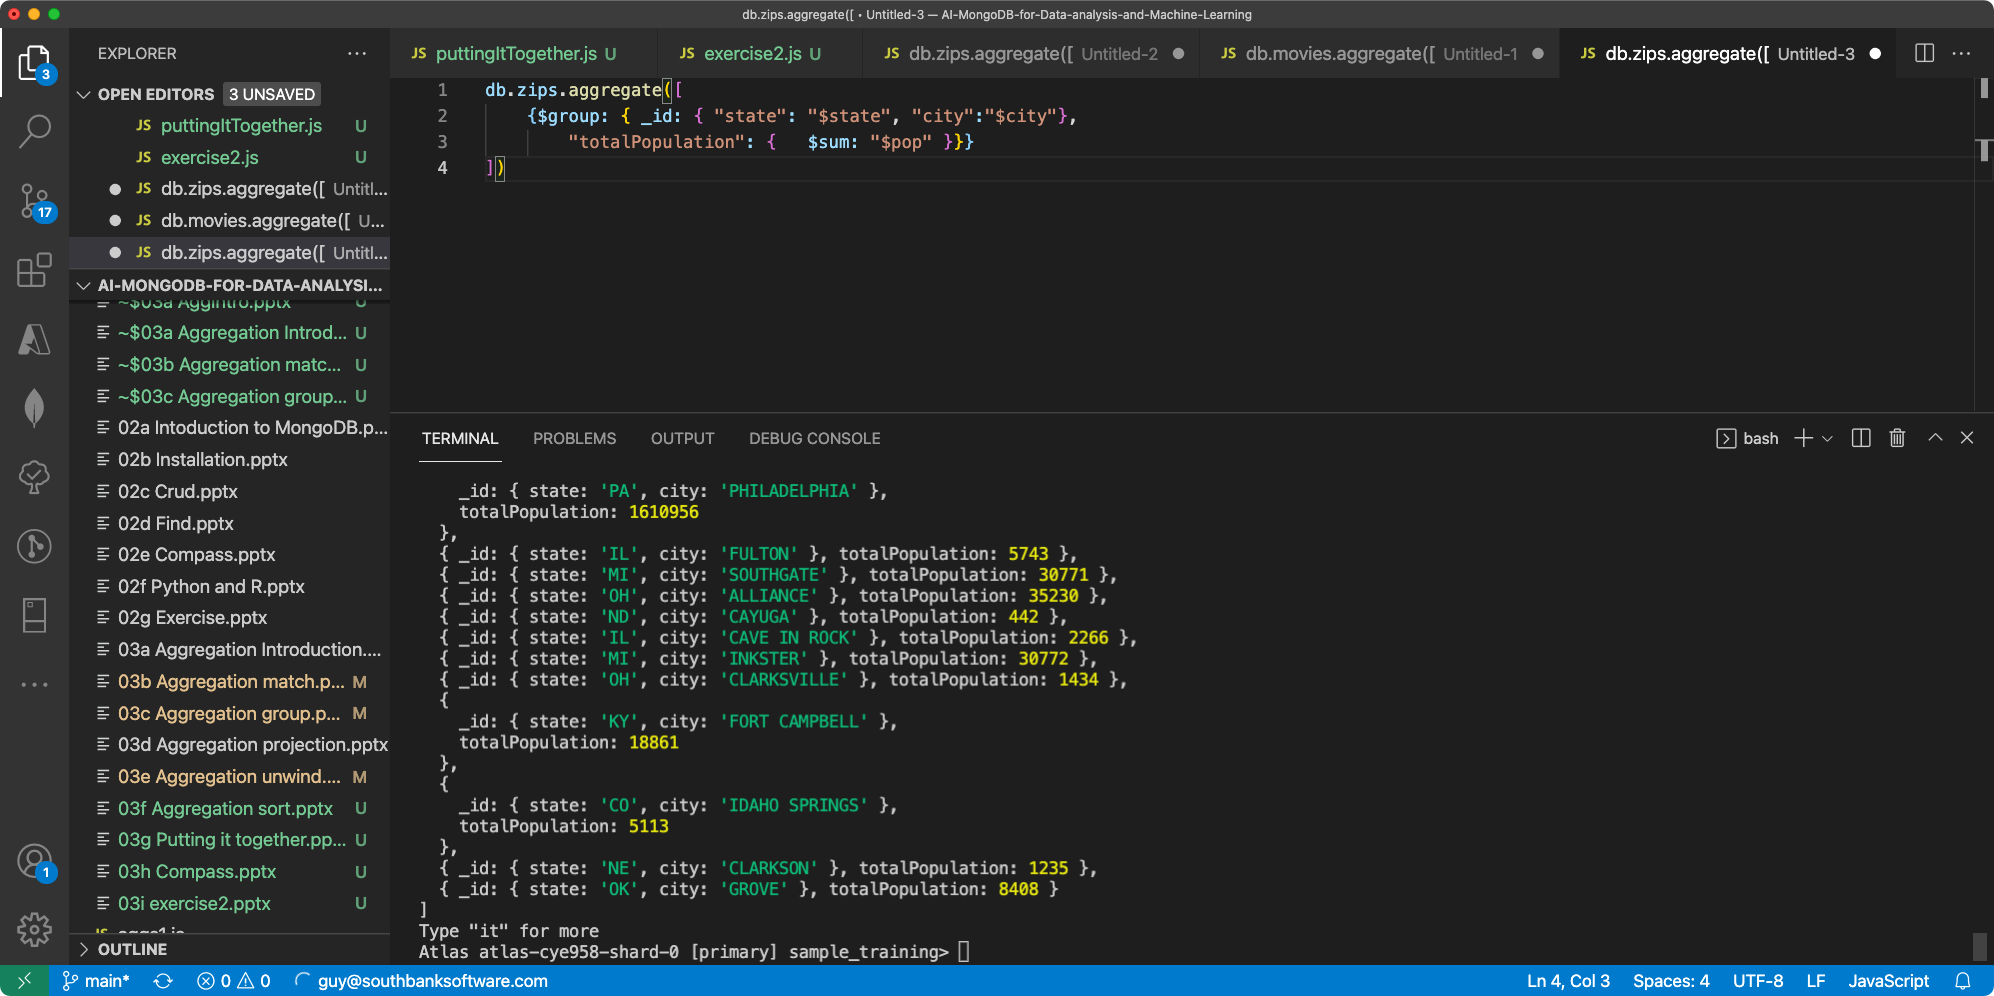 db.zips.aggregate([ • Untitled-3 — AI-MongoDB-for-Data-analysis-and-Machine-Learning
EXPLORER ···
JS puttingItTogether.js U
JS exercise2.js U
JS db.zips.aggregate([ Untitled-2 ●
JS db.movies.aggregate([ Untitled-1 ●
JS db.zips.aggregate([ Untitled-3 ●
3
17
1
OPEN EDITORS 3 UNSAVED
JS puttingItTogether.js U
JS exercise2.js U
● JS db.zips.aggregate([ Untitl...
● JS db.movies.aggregate([ U...
● JS db.zips.aggregate([ Untitl...
AI-MONGODB-FOR-DATA-ANALYSI...
~$03a AggIntro.pptx U
~$03a Aggregation Introd... U
~$03b Aggregation matc... U
~$03c Aggregation group... U
02a Intoduction to MongoDB.p...
02b Installation.pptx
02c Crud.pptx
02d Find.pptx
02e Compass.pptx
02f Python and R.pptx
02g Exercise.pptx
03a Aggregation Introduction....
03b Aggregation match.p... M
03c Aggregation group.p... M
03d Aggregation projection.pptx
03e Aggregation unwind.... M
03f Aggregation sort.pptx U
03g Putting it together.pp... U
03h Compass.pptx U
03i exercise2.pptx U
OUTLINE
1 db.zips.aggregate([
2 {$group: { _id: { "state": "$state", "city":"$city"},
3 "totalPopulation": { $sum: "$pop" }}}
4 ])
TERMINAL PROBLEMS OUTPUT DEBUG CONSOLE
bash
_id: { state: 'PA', city: 'PHILADELPHIA' },
totalPopulation: 1610956
},
{ _id: { state: 'IL', city: 'FULTON' }, totalPopulation: 5743 },
{ _id: { state: 'MI', city: 'SOUTHGATE' }, totalPopulation: 30771 },
{ _id: { state: 'OH', city: 'ALLIANCE' }, totalPopulation: 35230 },
{ _id: { state: 'ND', city: 'CAYUGA' }, totalPopulation: 442 },
{ _id: { state: 'IL', city: 'CAVE IN ROCK' }, totalPopulation: 2266 },
{ _id: { state: 'MI', city: 'INKSTER' }, totalPopulation: 30772 },
{ _id: { state: 'OH', city: 'CLARKSVILLE' }, totalPopulation: 1434 },
{
_id: { state: 'KY', city: 'FORT CAMPBELL' },
totalPopulation: 18861
},
{
_id: { state: 'CO', city: 'IDAHO SPRINGS' },
totalPopulation: 5113
},
{ _id: { state: 'NE', city: 'CLARKSON' }, totalPopulation: 1235 },
{ _id: { state: 'OK', city: 'GROVE' }, totalPopulation: 8408 }
]
Type "it" for more
Atlas atlas-cye958-shard-0 [primary] sample_training>
main* 0 0 guy@southbanksoftware.com
Ln 4, Col 3 Spaces: 4 UTF-8 LF JavaScript